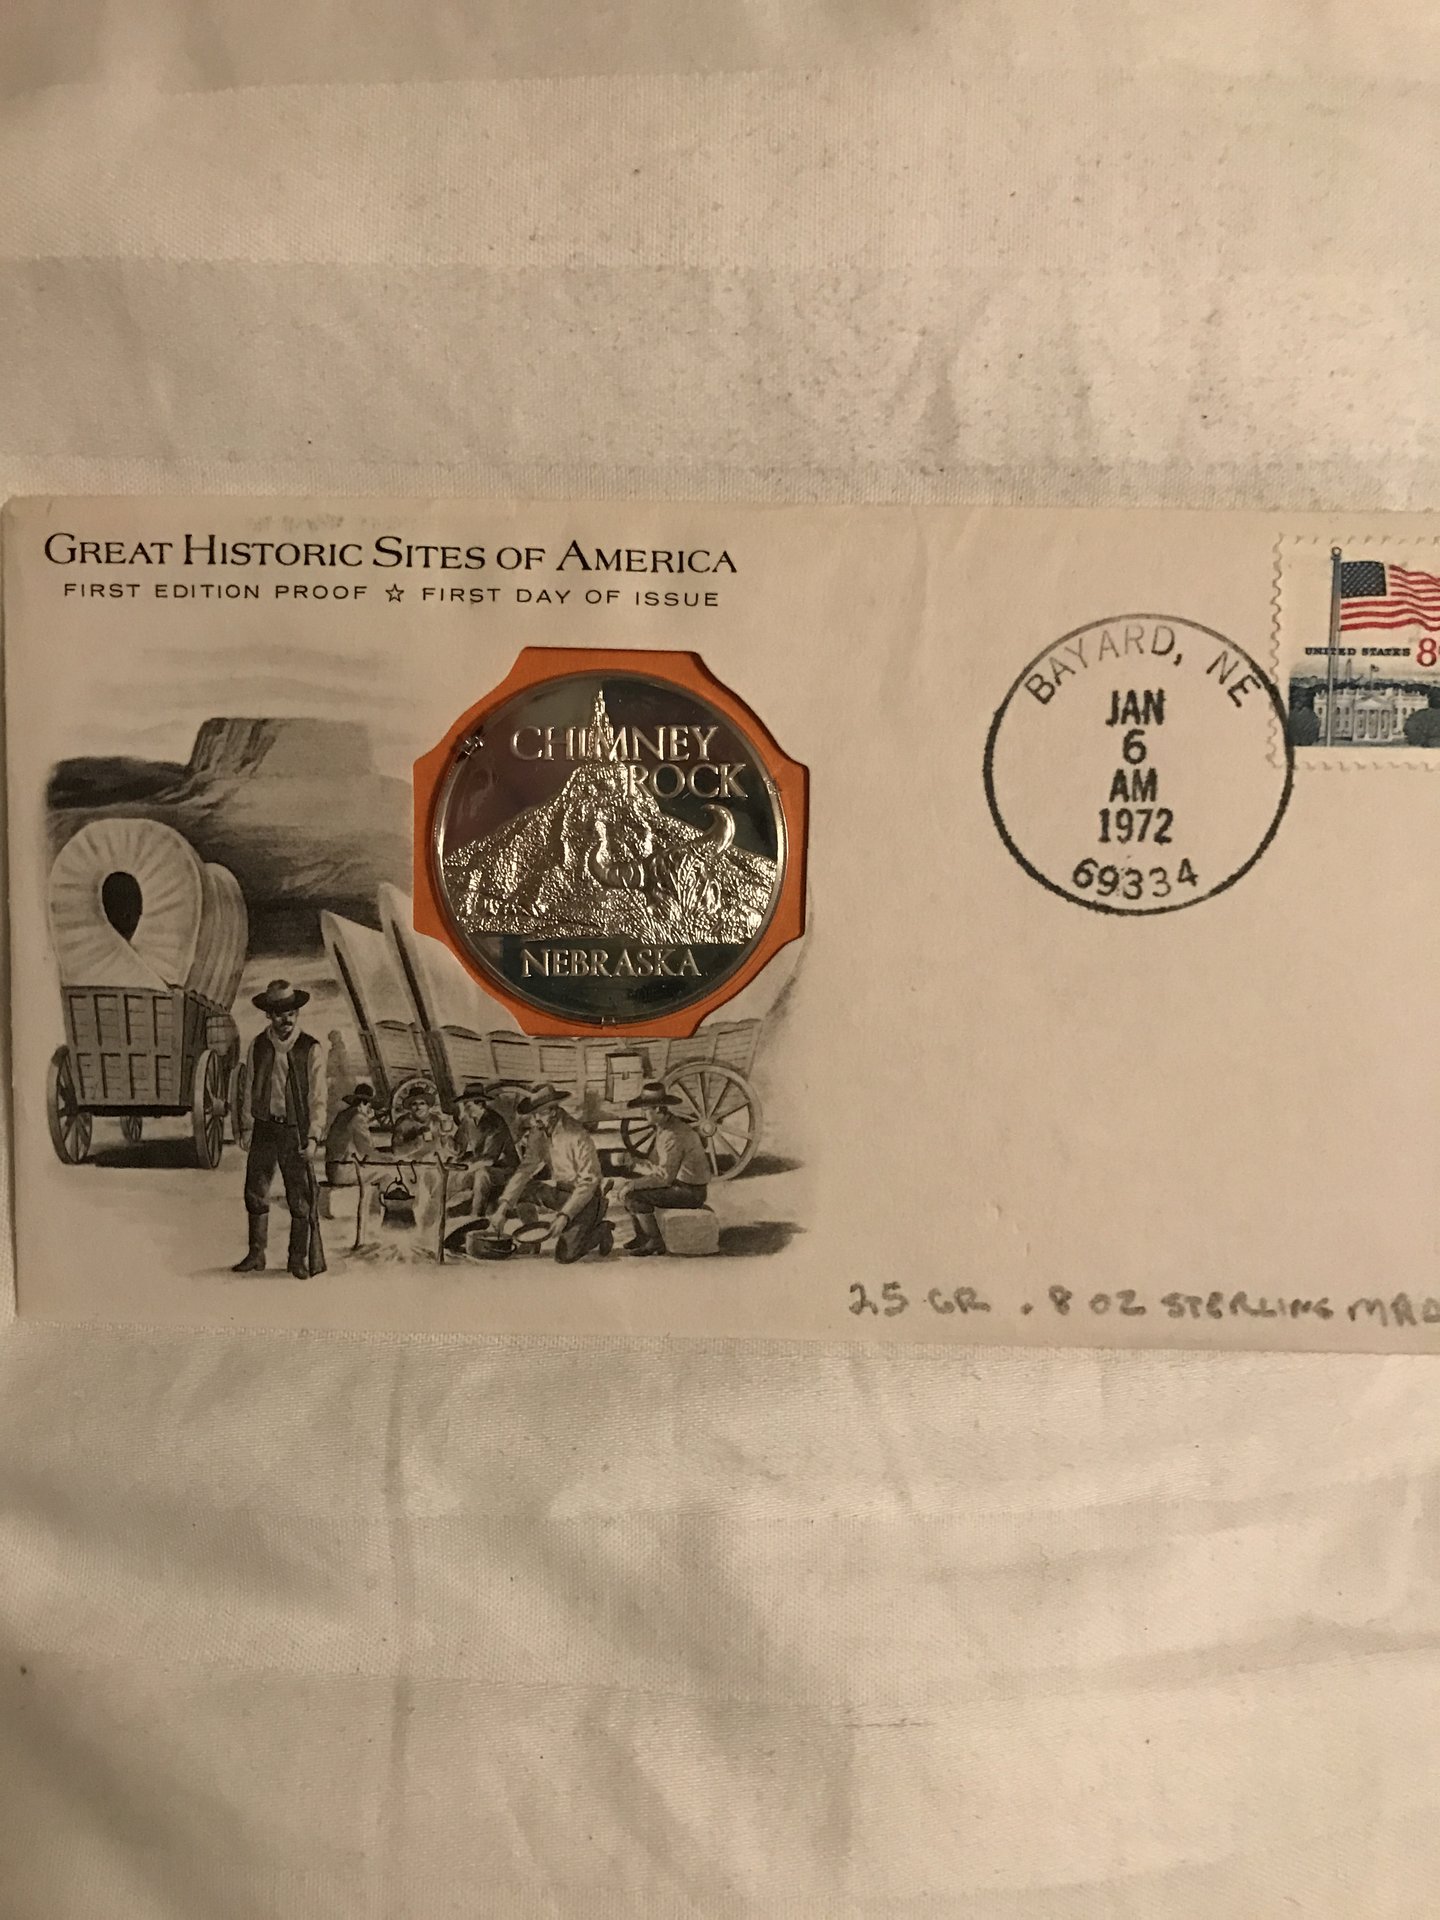 GREAT HISTORIC SITES OF AMERICA
FIRST EDITION PROOF ☆ FIRST DAY OF ISSUE
CHIMNEY
ROCK
NEBRASKA
BAYARD, NE
JAN
6
AM
1972
69334
UNITED STATES 8
25 GR . 8 OZ STERLING